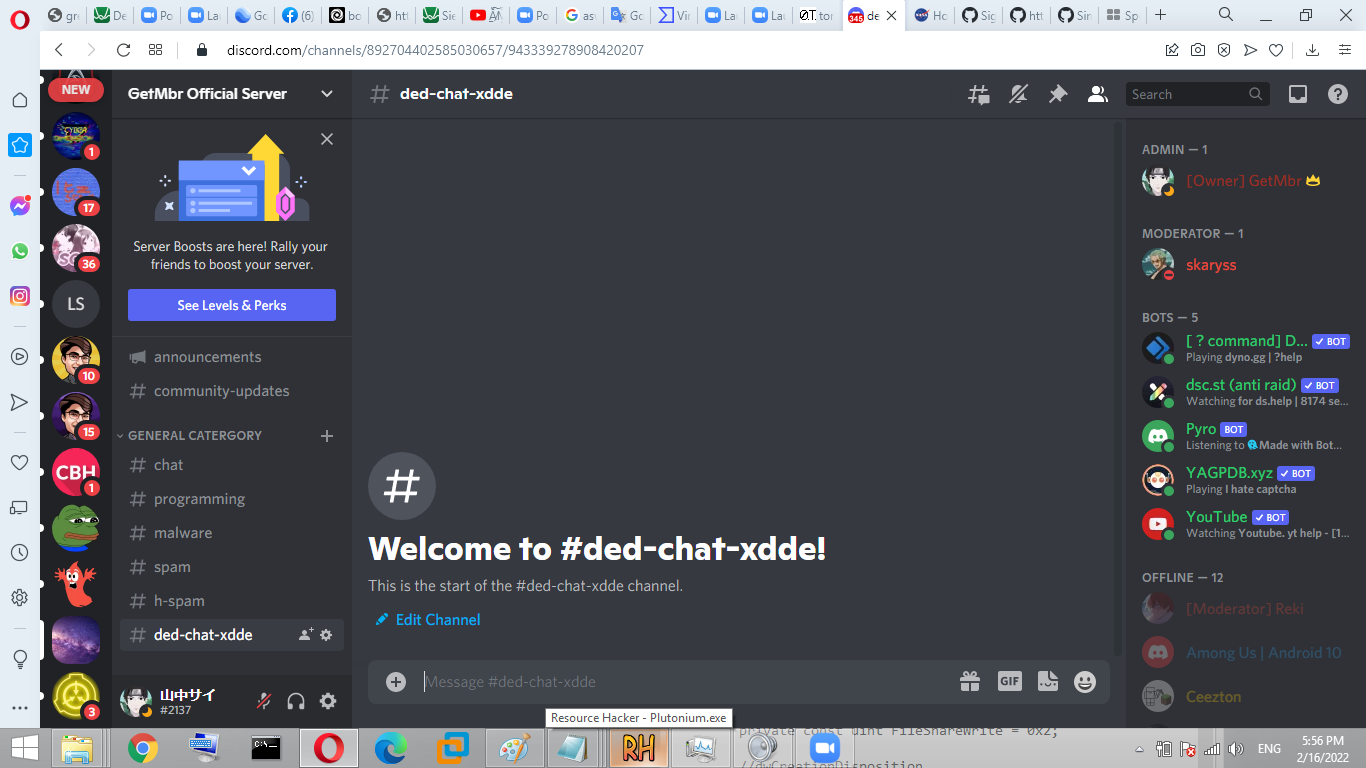 gr
De
Po
La
Go
(6)
bo
htt
Sie
Po
as
Go
Vir
Lau
Lau
.tor
de
Ho
Sig
htt
Sir
Sp
discord.com/channels/892704402585030657/943339278908420207
NEW
GetMbr Official Server
ded-chat-xdde
Search
1
17
36
LS
10
15
CBH
1
3
Server Boosts are here! Rally your
friends to boost your server.
See Levels & Perks
announcements
community-updates
GENERAL CATERGORY
chat
programming
malware
spam
h-spam
ded-chat-xdde
山中サイ
#2137
Welcome to #ded-chat-xdde!
This is the start of the #ded-chat-xdde channel.
Edit Channel
Message #ded-chat-xdde
GIF
ADMIN — 1
[Owner] GetMbr
MODERATOR — 1
skaryss
BOTS — 5
[ ? command] D... BOT
Playing dyno.gg | ?help
dsc.st (anti raid) BOT
Watching for ds.help | 8174 se...
Pyro BOT
Listening to Made with Bot...
YAGPDB.xyz BOT
Playing I hate captcha
YouTube BOT
Watching Youtube. yt help - [1...
OFFLINE — 12
[Moderator] Reki
Among Us | Android 10
Ceezton
Resource Hacker - Plutonium.exe
private const uint FileShareWrite = 0x2;
//dwCreationDisposition
RH
ENG
5:56 PM
2/16/2022